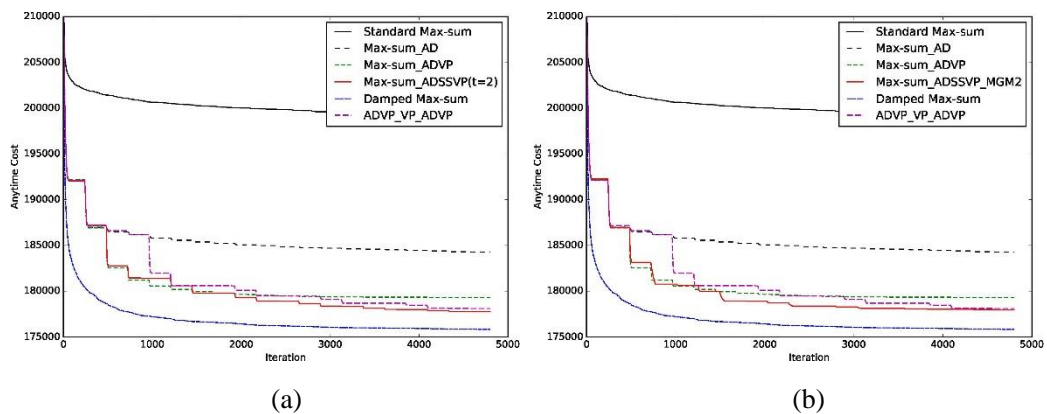 210000
205000
200000
195000
190000
185000
180000
175000
Anytime Cost
0 1000 2000 3000 4000 5000
Iteration
Standard Max-sum
Max-sum_AD
Max-sum_ADVP
Max-sum_ADSSVP(t=2)
Damped Max-sum
ADVP_VP_ADVP
(a)
210000
205000
200000
195000
190000
185000
180000
175000
Anytime Cost
0 1000 2000 3000 4000 5000
Iteration
Standard Max-sum
Max-sum_AD
Max-sum_ADVP
Max-sum_ADSSVP_MGM2
Damped Max-sum
ADVP_VP_ADVP
(b)